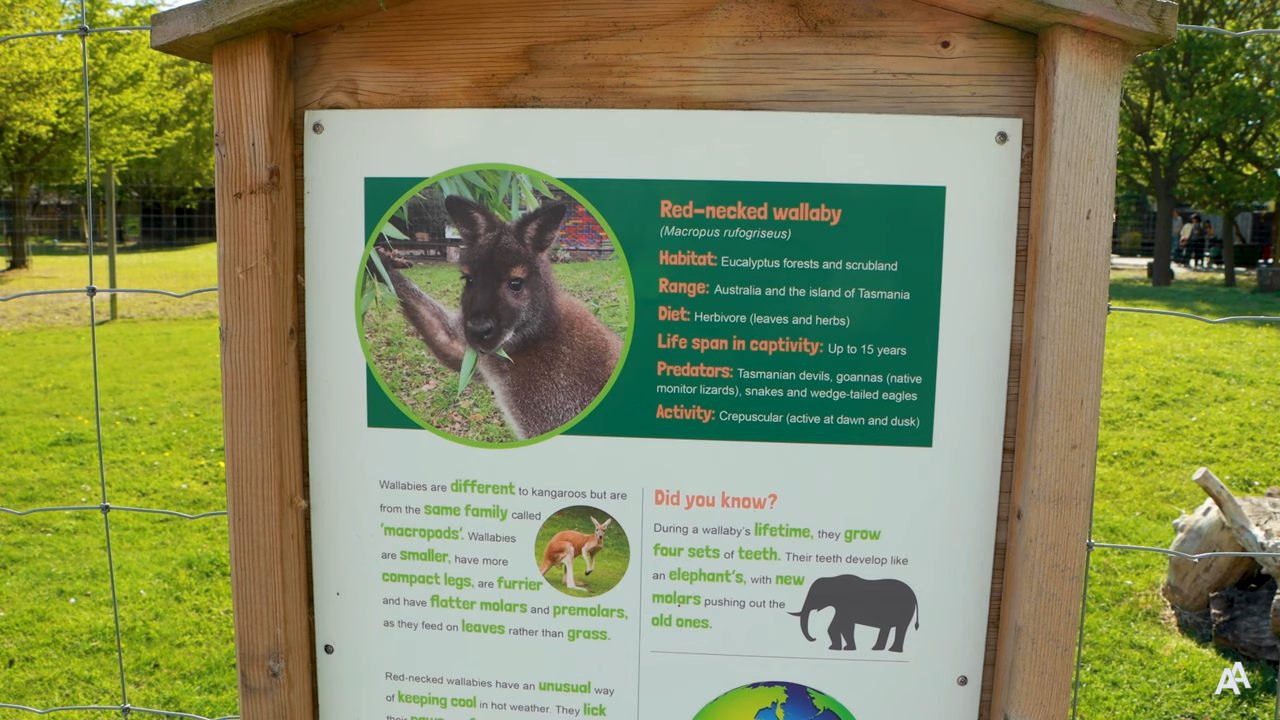 Red-necked wallaby
(Macropus rufogriseus)
Habitat: Eucalyptus forests and scrubland
Range: Australia and the island of Tasmania
Diet: Herbivore (leaves and herbs)
Life span in captivity: Up to 15 years
Predators: Tasmanian devils, goannas (native
monitor lizards), snakes and wedge-tailed eagles
Activity: Crepuscular (active at dawn and dusk)
Wallabies are different to kangaroos but are
from the same family called
'macropods'. Wallabies
are smaller, have more
compact legs, are furrier
and have flatter molars and premolars,
as they feed on leaves rather than grass.
Red-necked wallabies have an unusual way
of keeping cool in hot weather. They lick
their
Did you know?
During a wallaby's lifetime, they grow
four sets of teeth. Their teeth develop like
an elephant's, with new
molars pushing out the
old ones.
AA